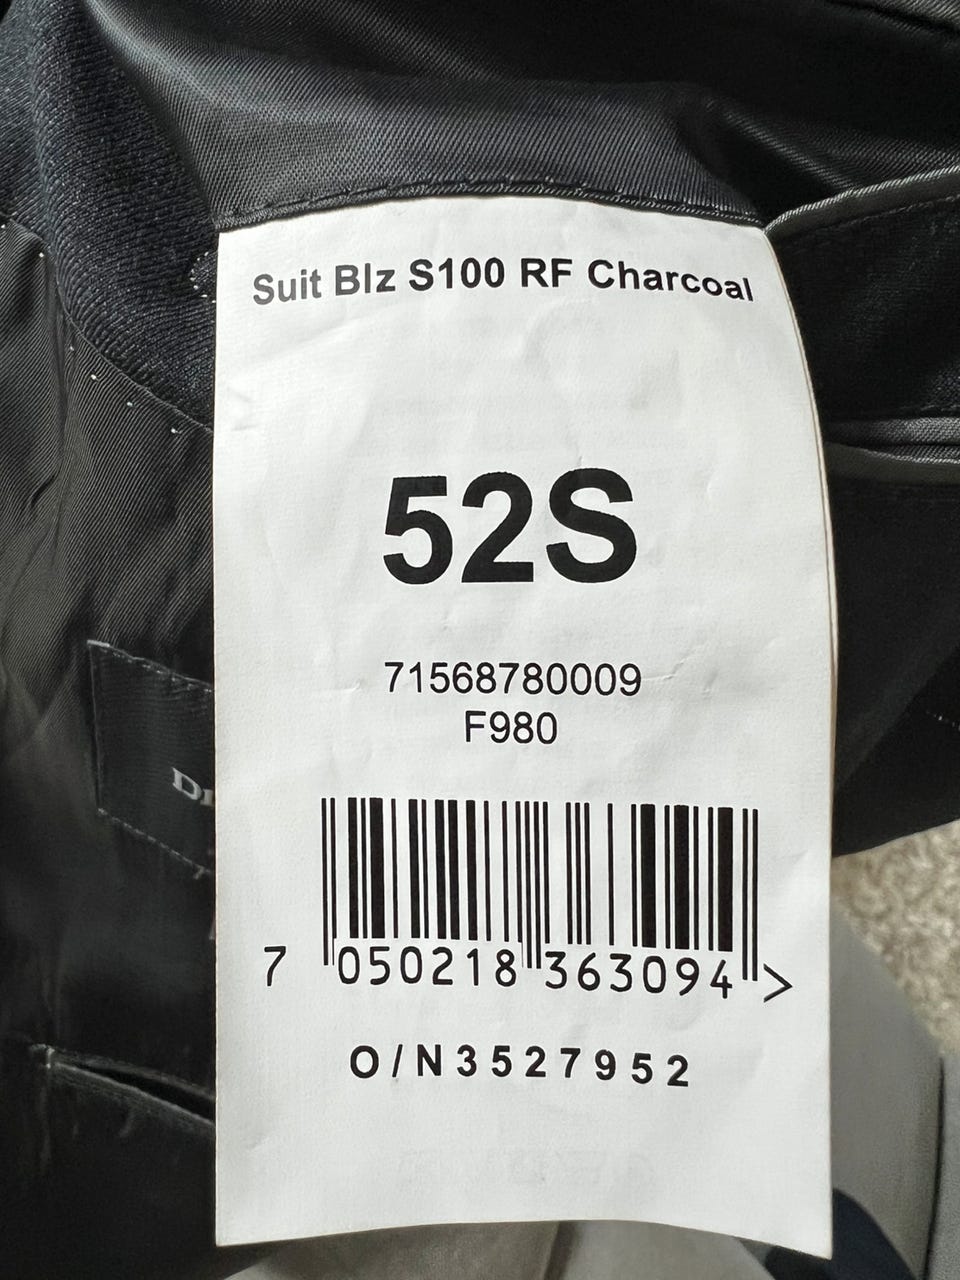 Suit Blz S100 RF Charcoal
52S
71568780009
F980
7 050218 363094 >
O/N3527952